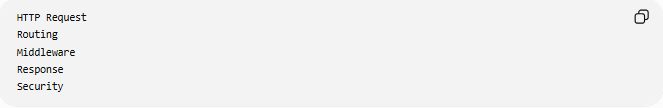 HTTP Request
Routing
Middleware
Response
Security